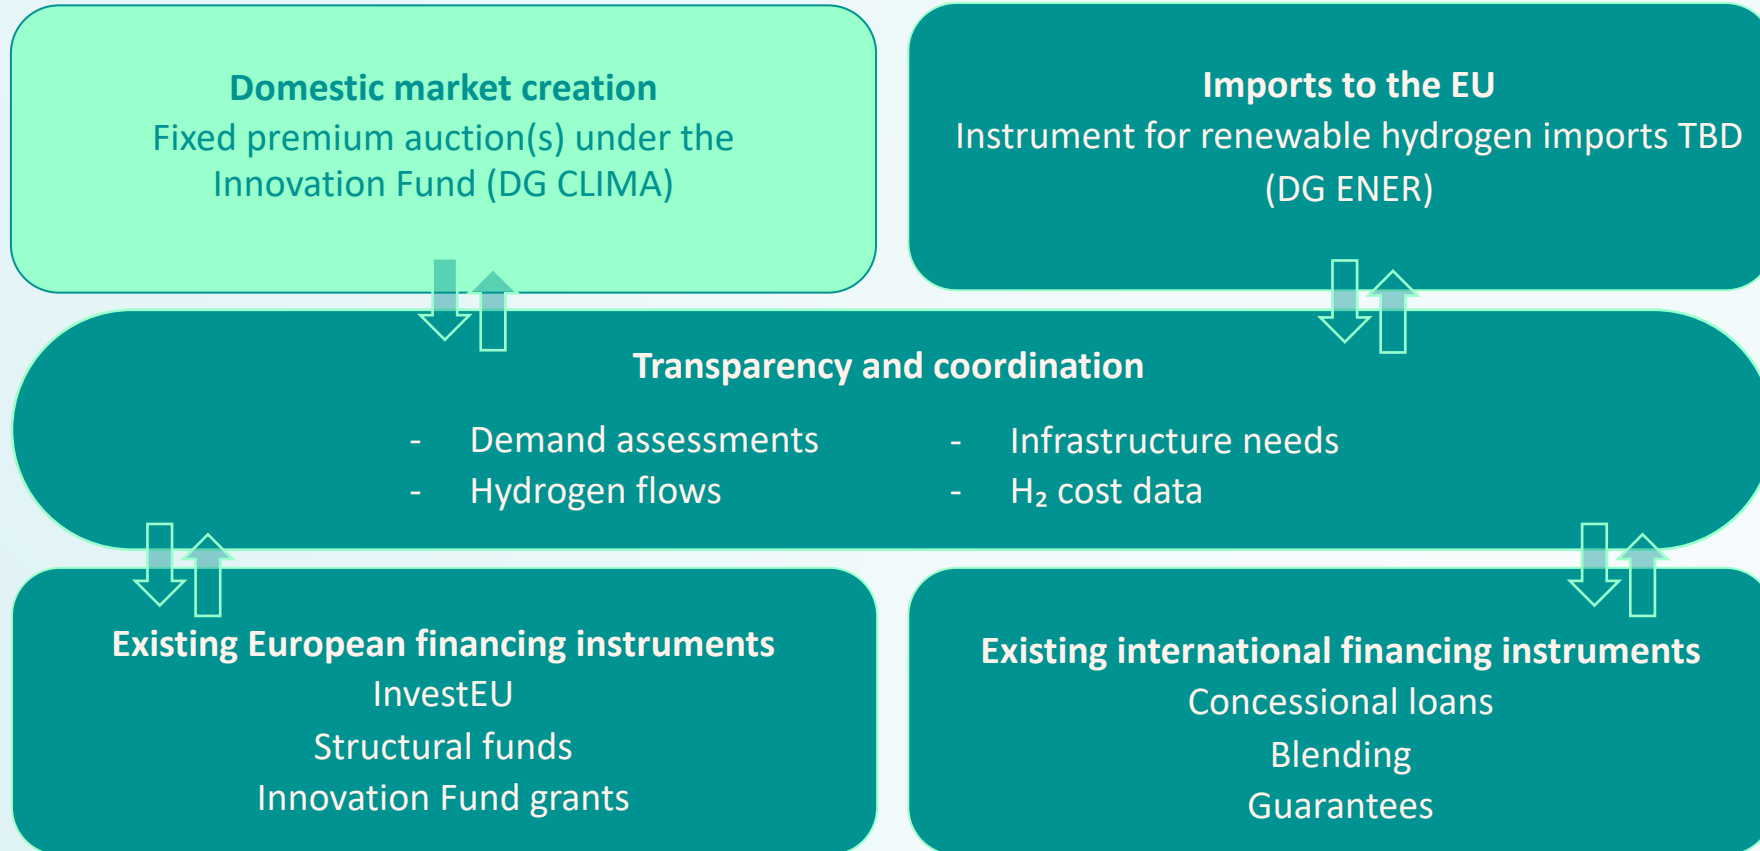 Domestic market creation
Fixed premium auction(s) under the
Innovation Fund (DG CLIMA)
Imports to the EU
Instrument for renewable hydrogen imports TBD
(DG ENER)
Transparency and coordination
- Demand assessments
- Hydrogen flows
- Infrastructure needs
- H₂ cost data
Existing European financing instruments
InvestEU
Structural funds
Innovation Fund grants
Existing international financing instruments
Concessional loans
Blending
Guarantees